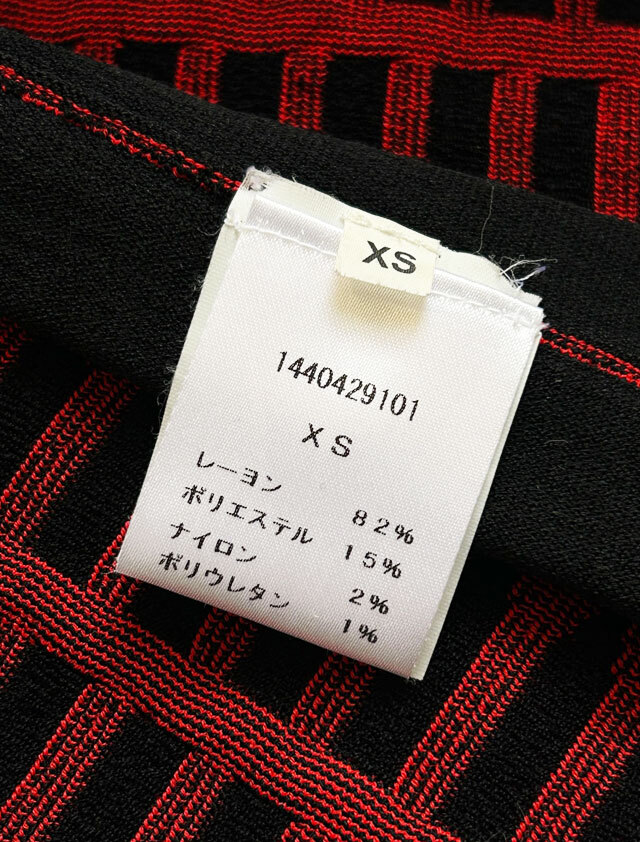 XS
1440429101
XS
レーヨン 82%
ポリエステル 15%
ナイロン 2%
ポリウレタン 1%